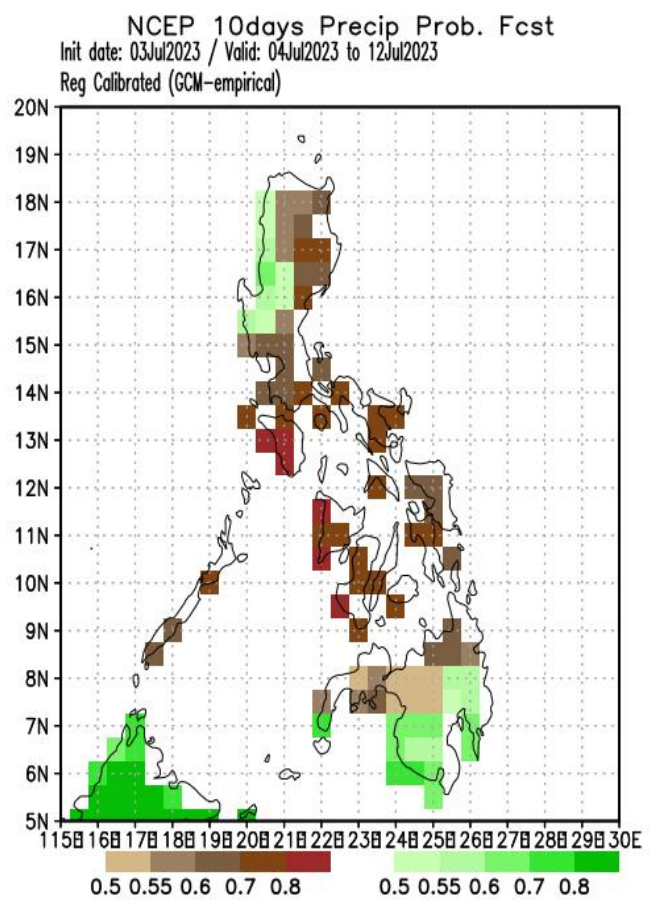 NCEP 10days Precip Prob. Fcst
Init date: 03Jul2023 / Valid: 04Jul2023 to 12Jul2023
Reg Calibrated (GCM-empirical)
20N
19N
18N
17N
16N
15N
14N
13N
12N
11N
10N
9N
8N
7N
6N
5N
115E 116E 117E 118E 119E 120E 121E 122E 123E 124E 125E 126E 127E 128E 129E 130E
0.5 0.55 0.6 0.7 0.8 0.5 0.55 0.6 0.7 0.8